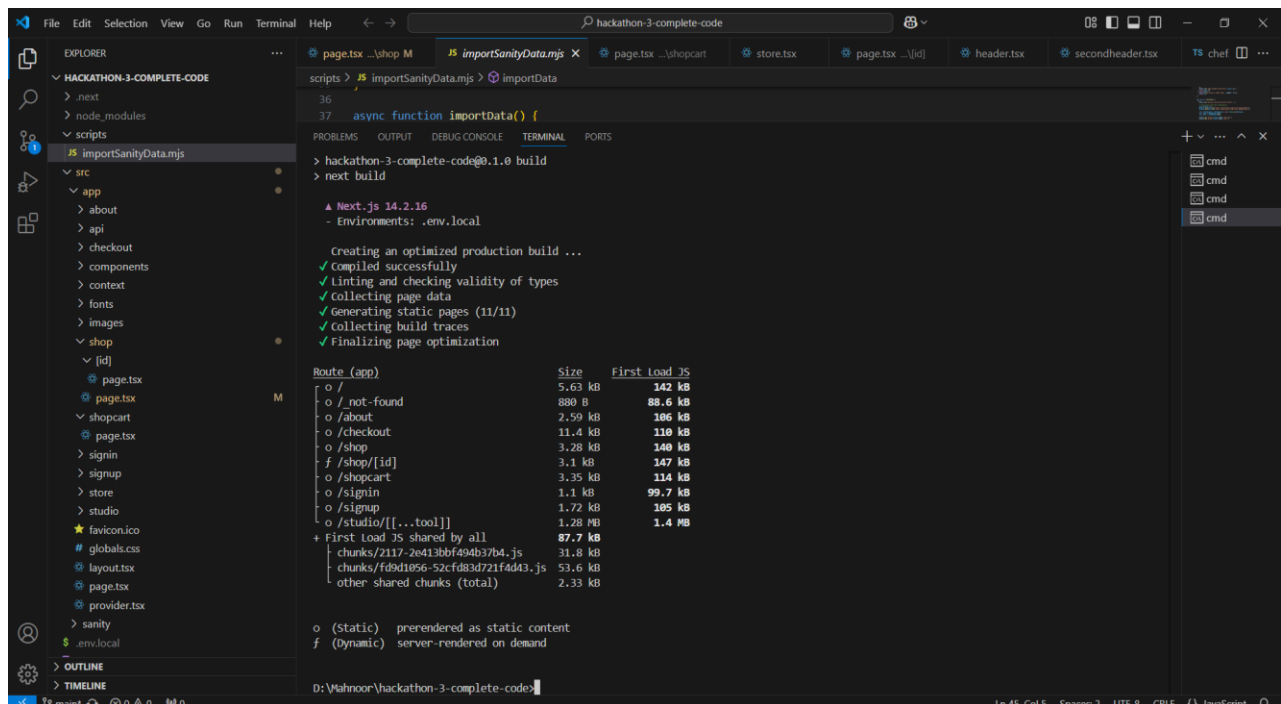 File Edit Selection View Go Run Terminal Help hackathon-3-complete-code
EXPLORER
HACKATHON-3-COMPLETE-CODE
.next
node_modules
scripts
JS importSanityData.mjs
src
app
about
api
checkout
components
context
fonts
images
shop
[id]
page.tsx
page.tsx M
shopcart
page.tsx
signin
signup
store
studio
favicon.ico
# globals.css
layout.tsx
page.tsx
provider.tsx
sanity
$ .env.local
OUTLINE
TIMELINE
page.tsx ...\shop M JS importSanityData.mjs page.tsx ...\shopcart store.tsx page.tsx ...\[id] header.tsx secondheader.tsx TS chef
scripts > JS importSanityData.mjs > importData
36 }
37 async function importData() {
PROBLEMS OUTPUT DEBUG CONSOLE TERMINAL PORTS
> hackathon-3-complete-code@0.1.0 build
> next build
▲ Next.js 14.2.16
- Environments: .env.local
Creating an optimized production build ...
✓ Compiled successfully
✓ Linting and checking validity of types
✓ Collecting page data
✓ Generating static pages (11/11)
✓ Collecting build traces
✓ Finalizing page optimization
Route (app) Size First Load JS
┌ o / 5.63 kB 142 kB
├ o /_not-found 880 B 88.6 kB
├ o /about 2.59 kB 106 kB
├ o /checkout 11.4 kB 110 kB
├ o /shop 3.28 kB 140 kB
├ ƒ /shop/[id] 3.1 kB 147 kB
├ o /shopcart 3.35 kB 114 kB
├ o /signin 1.1 kB 99.7 kB
├ o /signup 1.72 kB 105 kB
└ o /studio/[[...tool]] 1.28 MB 1.4 MB
+ First Load JS shared by all 87.7 kB
├ chunks/2117-2e413bbf494b37b4.js 31.8 kB
├ chunks/fd9d1056-52cfd83d721f4d43.js 53.6 kB
└ other shared chunks (total) 2.33 kB
o (Static) prerendered as static content
ƒ (Dynamic) server-rendered on demand
D:\Mahnoor\hackathon-3-complete-code>
cmd
cmd
cmd
cmd
Ln 45, Col 5 Spaces: 2 UTF-8 CRLF {} JavaScript